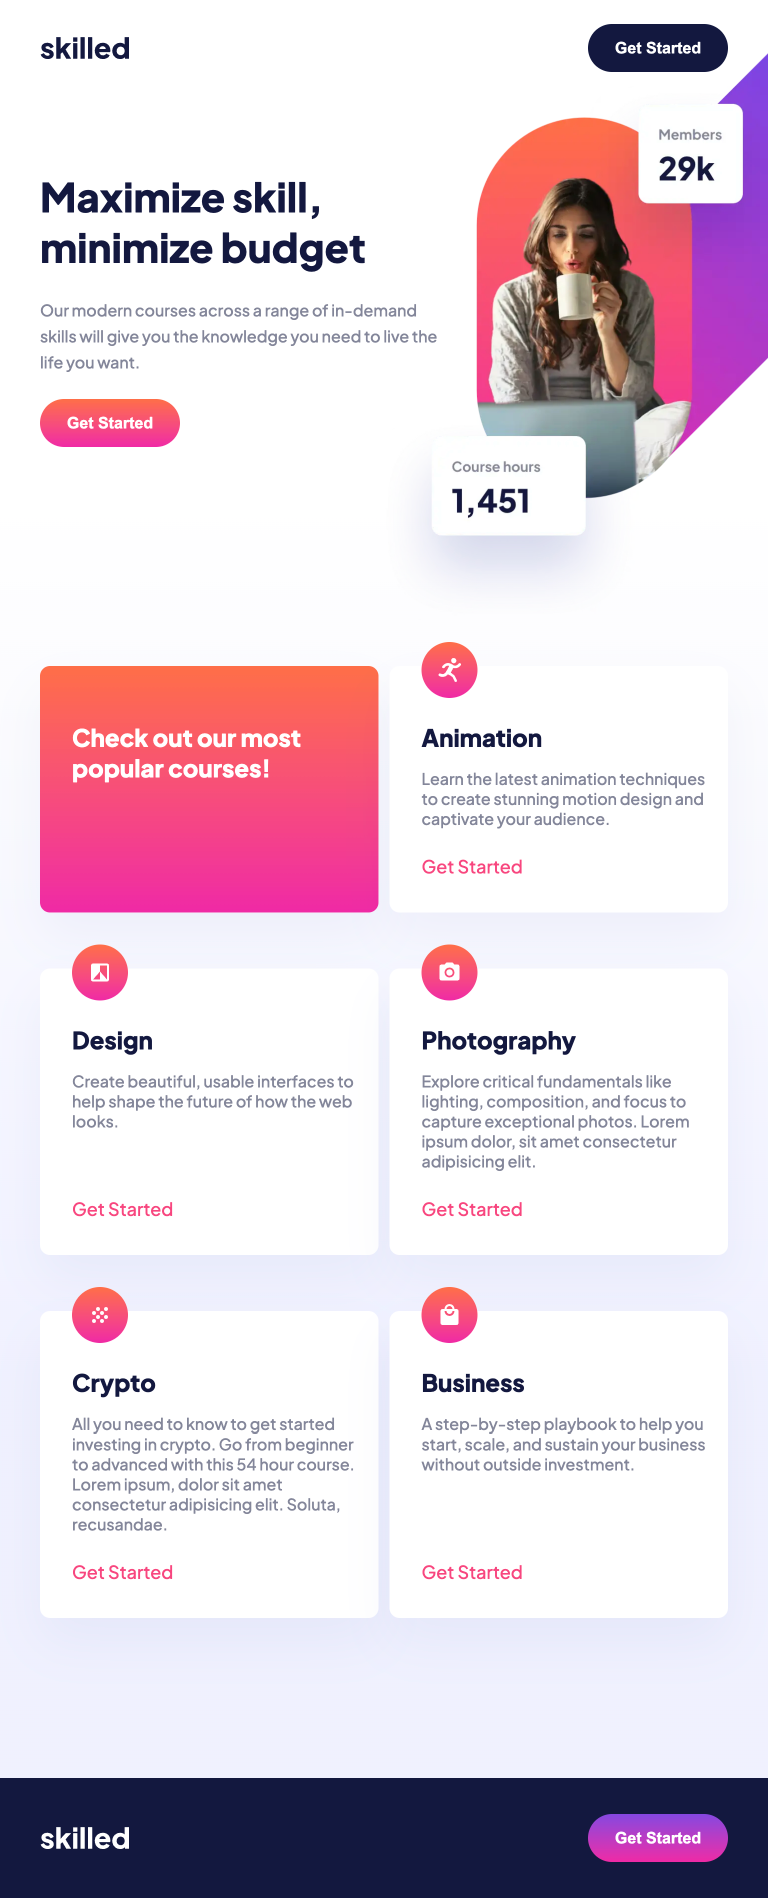 skilled
Get Started
Members
29k
Maximize skill,
minimize budget
Our modern courses across a range of in-demand
skills will give you the knowledge you need to live the
life you want.
Get Started
Course hours
1,451
Check out our most
popular courses!
Animation
Learn the latest animation techniques
to create stunning motion design and
captivate your audience.
Get Started
Design
Create beautiful, usable interfaces to
help shape the future of how the web
looks.
Get Started
Photography
Explore critical fundamentals like
lighting, composition, and focus to
capture exceptional photos. Lorem
ipsum dolor, sit amet consectetur
adipisicing elit.
Get Started
Crypto
All you need to know to get started
investing in crypto. Go from beginner
to advanced with this 54 hour course.
Lorem ipsum, dolor sit amet
consectetur adipisicing elit. Soluta,
recusandae.
Get Started
Business
A step-by-step playbook to help you
start, scale, and sustain your business
without outside investment.
Get Started
skilled
Get Started